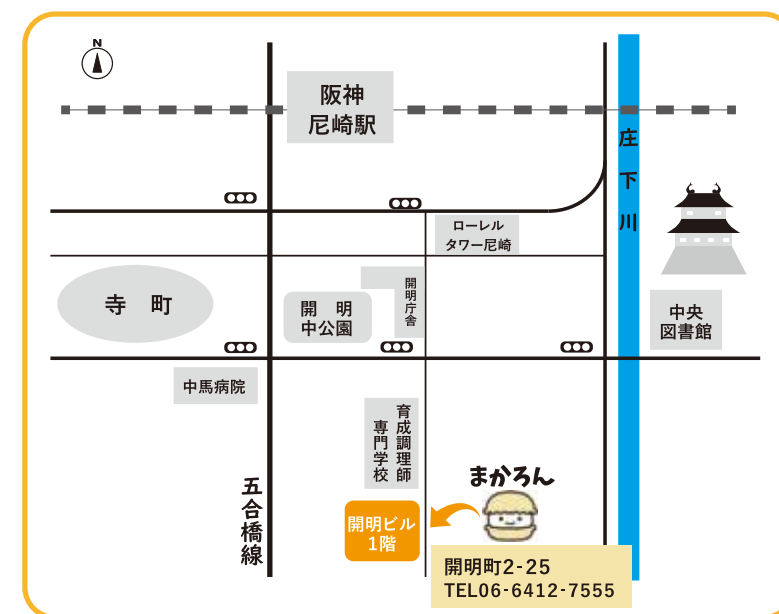 N
阪神
尼崎駅
庄下川
ローレル
タワー尼崎
寺町
開明
中公園
開明庁舎
中央
図書館
中馬病院
育成調理師
専門学校
五合橋線
まかろん
開明ビル
1階
開明町2-25
TEL06-6412-7555